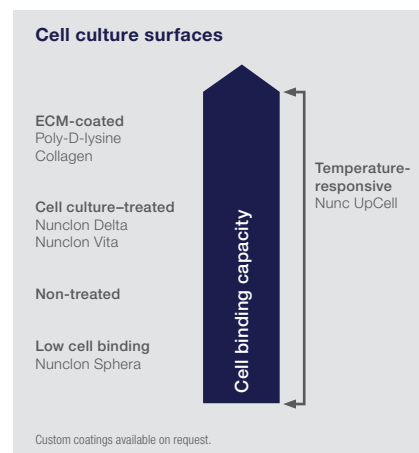 Cell culture surfaces
ECM-coated
Poly-D-lysine
Collagen
Cell culture–treated
Nunclon Delta
Nunclon Vita
Non-treated
Low cell binding
Nunclon Sphera
Cell binding capacity
Temperature-
responsive
Nunc UpCell
Custom coatings available on request.